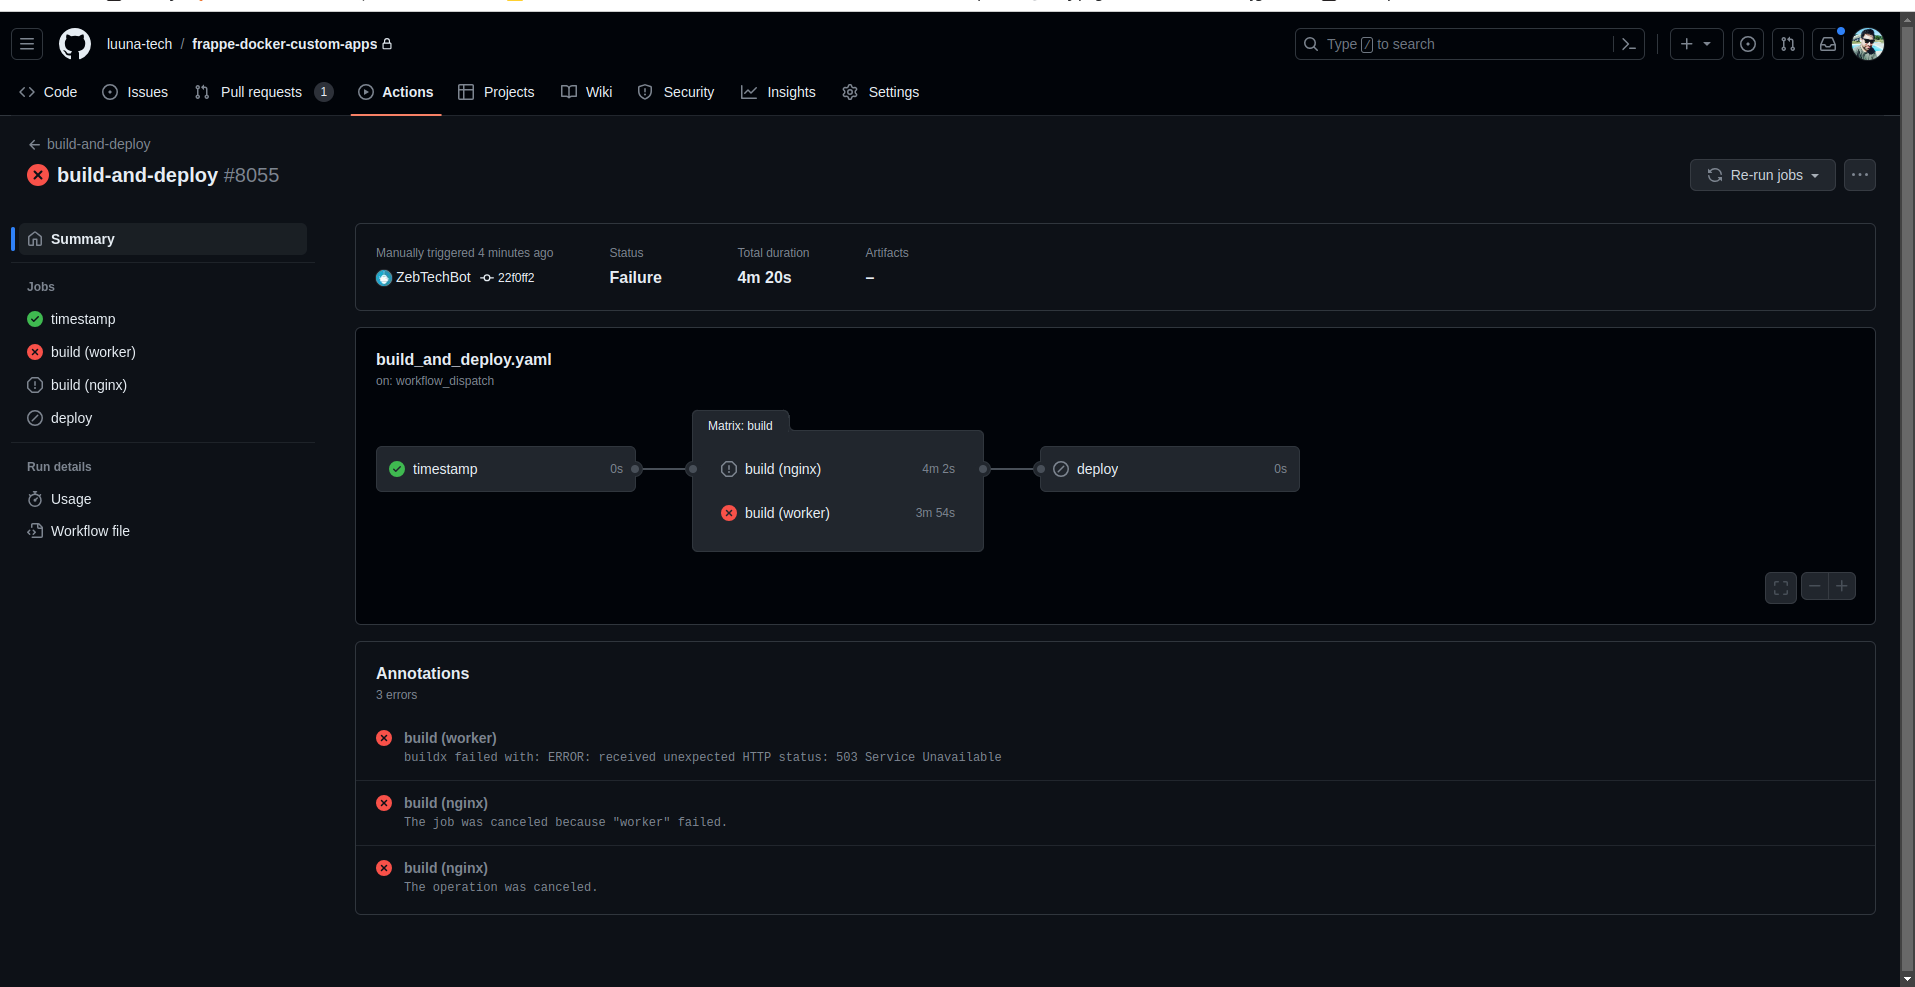 luuna-tech / frappe-docker-custom-apps
Type / to search
Code
Issues
Pull requests 1
Actions
Projects
Wiki
Security
Insights
Settings
build-and-deploy
build-and-deploy #8055
Re-run jobs
Summary
Jobs
timestamp
build (worker)
build (nginx)
deploy
Run details
Usage
Workflow file
Manually triggered 4 minutes ago
ZebTechBot 22f0ff2
Status
Failure
Total duration
4m 20s
Artifacts
–
build_and_deploy.yaml
on: workflow_dispatch
timestamp 0s
Matrix: build
build (nginx) 4m 2s
build (worker) 3m 54s
deploy 0s
Annotations
3 errors
build (worker)
buildx failed with: ERROR: received unexpected HTTP status: 503 Service Unavailable
build (nginx)
The job was canceled because "worker" failed.
build (nginx)
The operation was canceled.